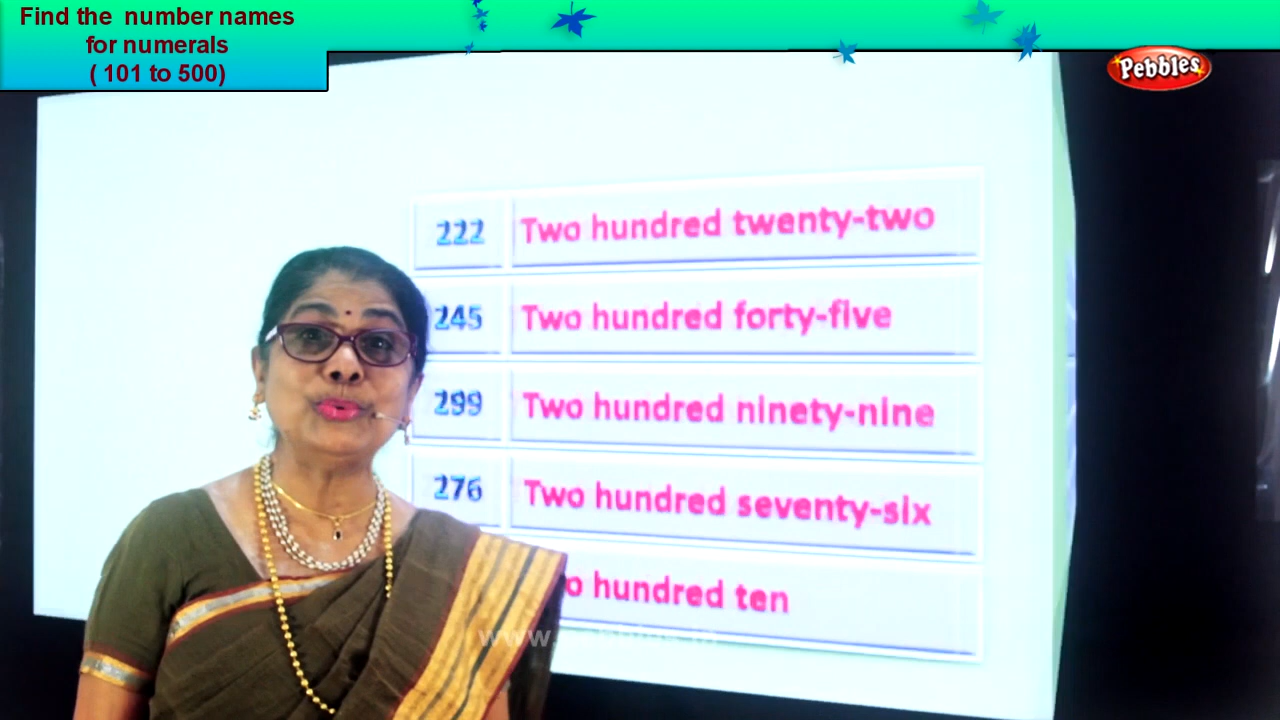 Find the number names
for numerals
( 101 to 500)
Pebbles
222 Two hundred twenty-two
245 Two hundred forty-five
299 Two hundred ninety-nine
276 Two hundred seventy-six
hundred ten